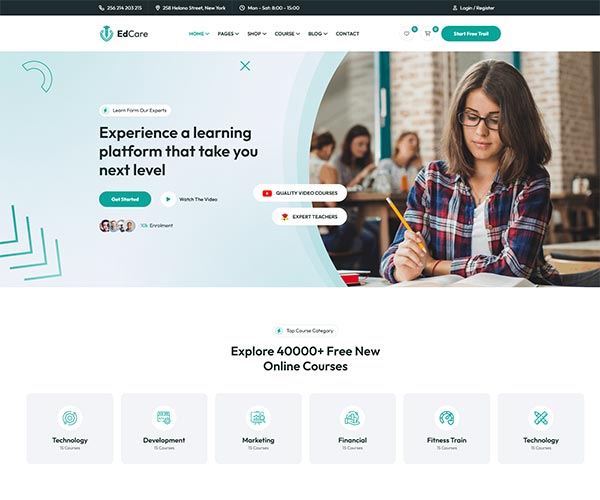 256 214 203 215
258 Helano Street, New York
Mon - Sat: 8:00 - 15:00
Login / Register
EdCare
HOME
PAGES
SHOP
COURSE
BLOG
CONTACT
0
0
Start Free Trail
Learn Form Our Experts
Experience a learning
platform that take you
next level
Get Started
Watch The Video
10k Enrolment
QUALITY VIDEO COURSES
EXPERT TEACHERS
Top Course Category
Explore 40000+ Free New
Online Courses
Technology
15 Courses
Development
15 Courses
Marketing
15 Courses
Financial
15 Courses
Fitness Train
15 Courses
Technology
15 Courses